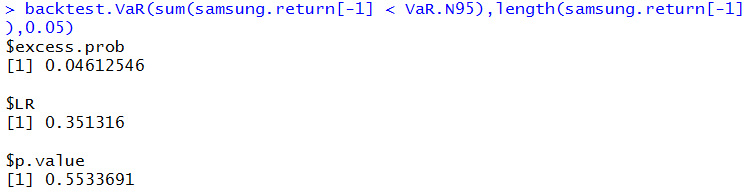 > backtest.VaR(sum(samsung.return[-1] < VaR.N95),length(samsung.return[-1]
),0.05)
$excess.prob
[1] 0.04612546
$LR
[1] 0.351316
$p.value
[1] 0.5533691